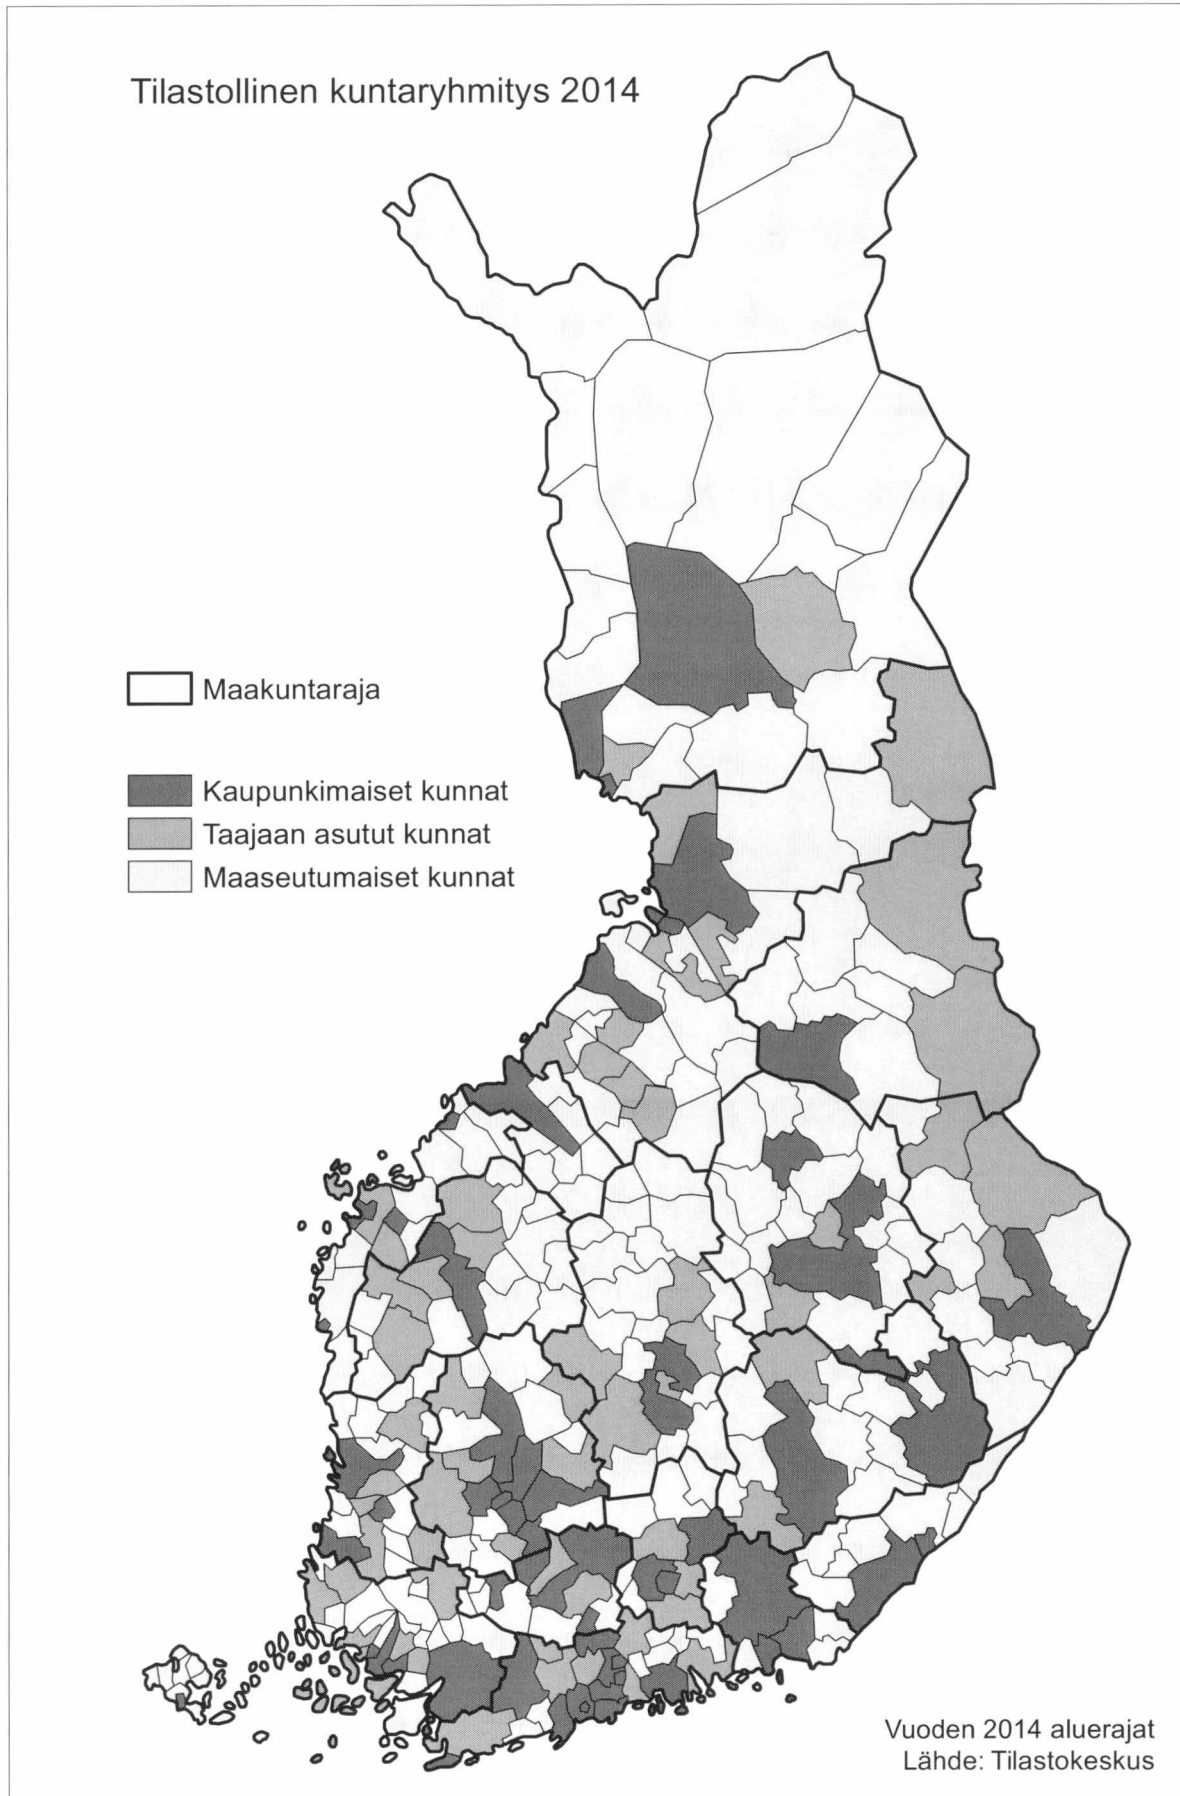 Tilastollinen kuntaryhmitys 2014
Maakuntaraja
Kaupunkimaiset kunnat
Taajaan asutut kunnat
Maaseutumaiset kunnat
Vuoden 2014 aluerajat
Lähde: Tilastokeskus